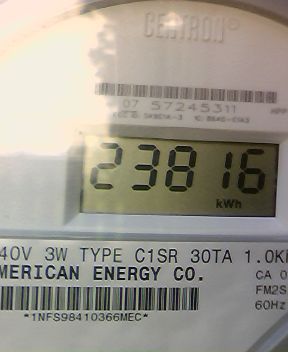 CENTRON®
07 57245311
23816
kWh
40V 3W TYPE C1SR 30TA 1.0K
MERICAN ENERGY CO.
CA 0
FM2S
60Hz
*1NFS98410366MEC*